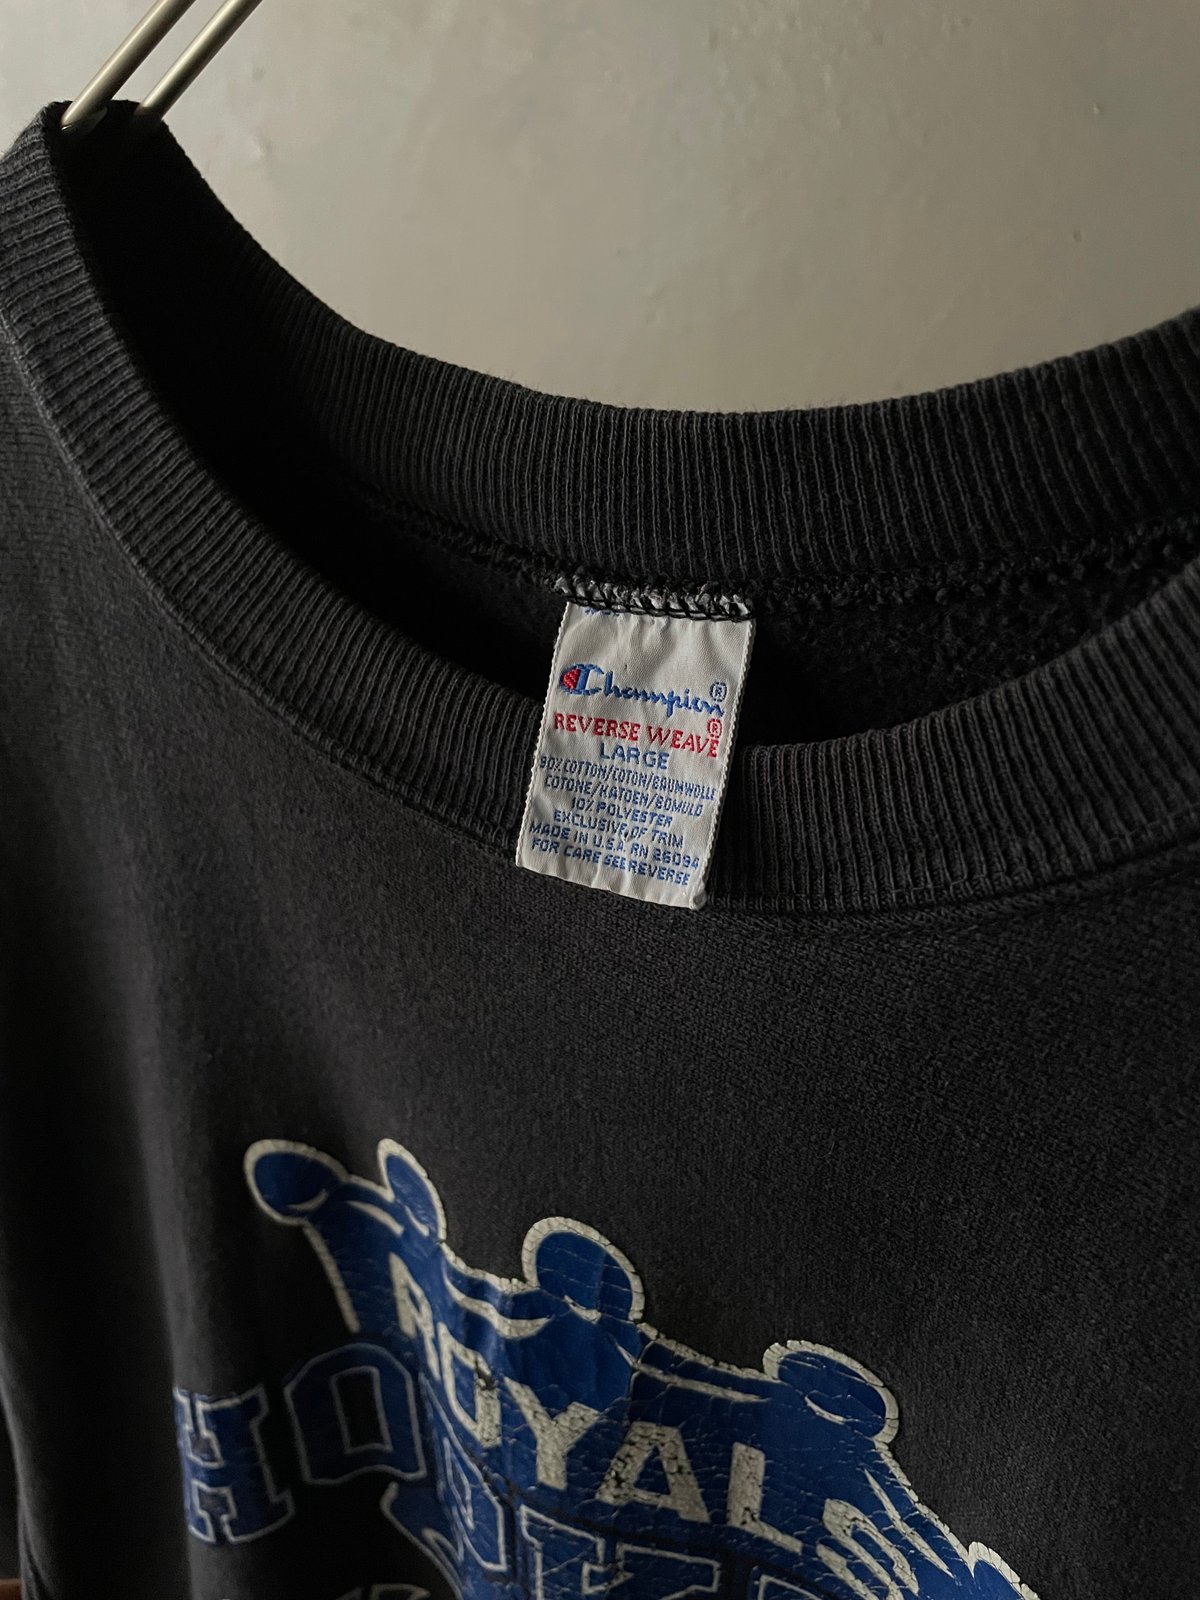 Champion®
REVERSE WEAVE®
LARGE
90% COTTON/COTON/BAUMWOLLE
COTONE/KATOEN/BOMULD
10% POLYESTER
EXCLUSIVE OF TRIM
MADE IN U.S.A. RN 26094
FOR CARE SEE REVERSE
ROYALS